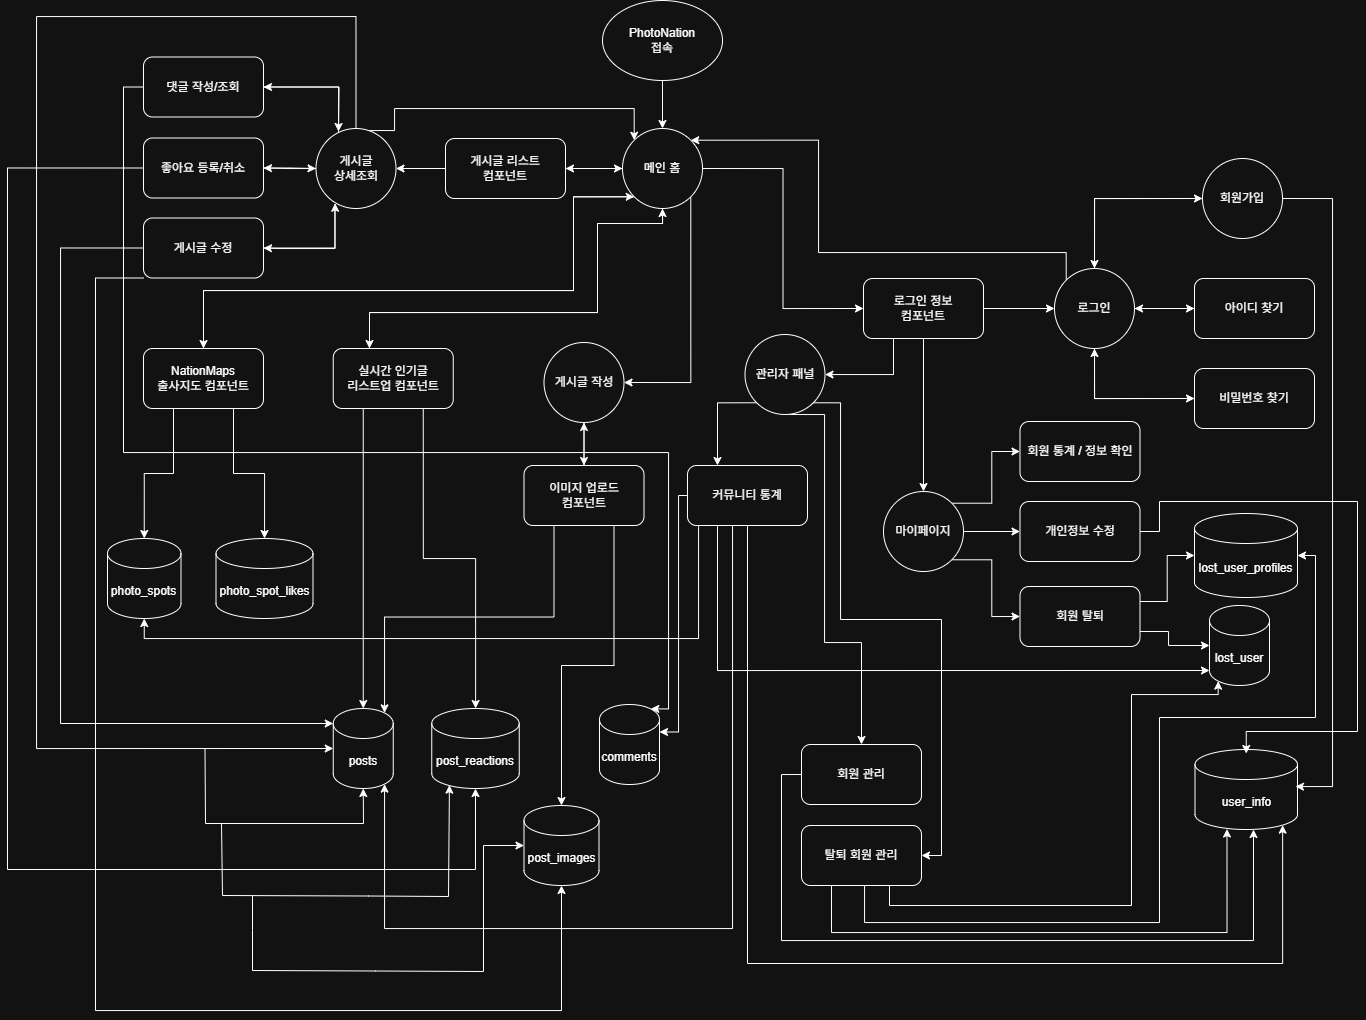 PhotoNation
접속
댓글 작성/조회
좋아요 등록/취소
게시글 수정
게시글
상세조회
게시글 리스트
컴포넌트
메인 홈
회원가입
로그인 정보
컴포넌트
로그인
아이디 찾기
비밀번호 찾기
NationMaps
출사지도 컴포넌트
실시간 인기글
리스트업 컴포넌트
게시글 작성
관리자 패널
이미지 업로드
컴포넌트
커뮤니티 통계
마이페이지
회원 통계 / 정보 확인
개인정보 수정
회원 탈퇴
photo_spots
photo_spot_likes
lost_user_profiles
lost_user
posts
post_reactions
comments
post_images
회원 관리
탈퇴 회원 관리
user_info